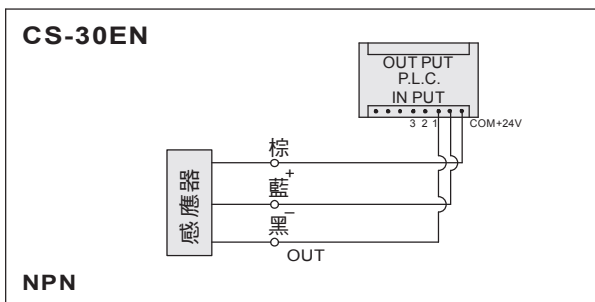 CS-30EN
OUT PUT
P.L.C.
IN PUT
3 2 1 COM+24V
棕
+
藍
−
黑
OUT
感應器
NPN